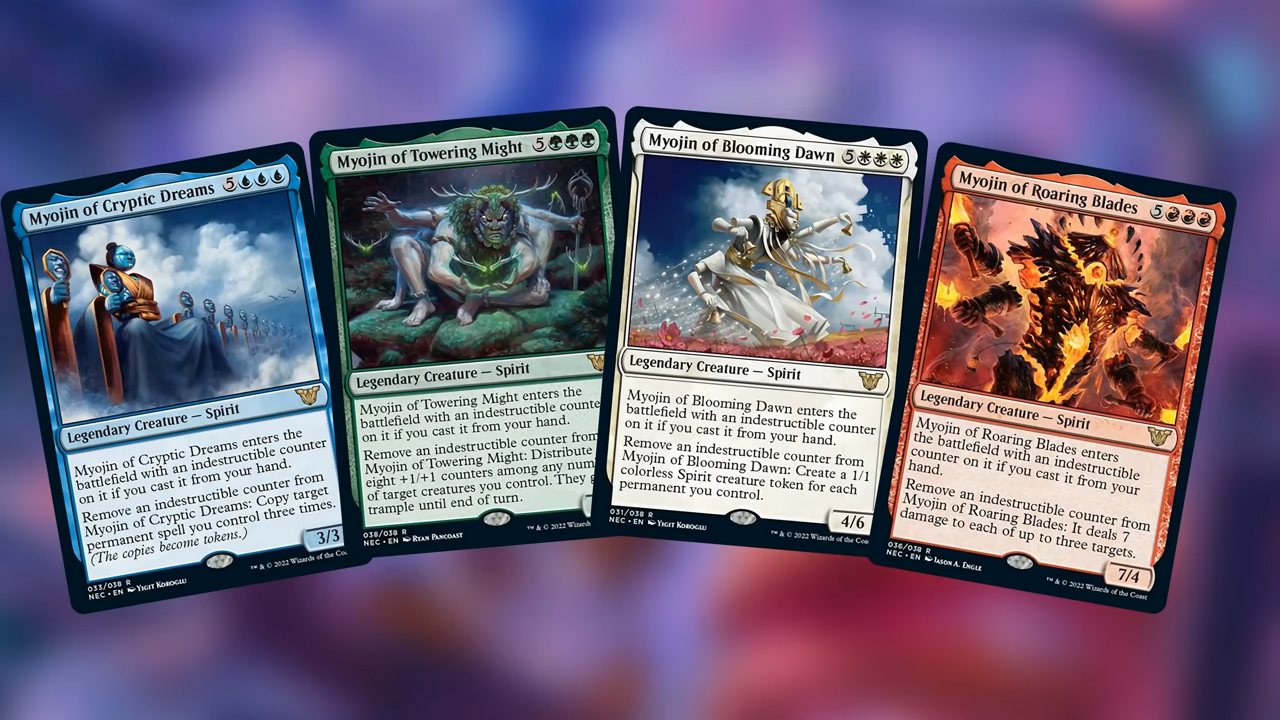 Myojin of Cryptic Dreams 5
Legendary Creature — Spirit
Myojin of Cryptic Dreams enters the
battlefield with an indestructible counter
on it if you cast it from your hand.
Remove an indestructible counter from
Myojin of Cryptic Dreams: Copy target
permanent spell you control three times.
(The copies become tokens.)
3/3
033/038 R
NEC • EN Yigit Koroglu
™ & © 2022 Wizards of the Co
Myojin of Towering Might 5
Legendary Creature — Spirit
Myojin of Towering Might enters the
battlefield with an indestructible counte
on it if you cast it from your hand.
Remove an indestructible counter from
Myojin of Towering Might: Distribute
eight +1/+1 counters among any num
of target creatures you control. They g
trample until end of turn.
038/038 R
NEC • EN Ryan Pancoast
™ & © 2022 Wizards
Myojin of Blooming Dawn 5
Legendary Creature — Spirit
Myojin of Blooming Dawn enters the
battlefield with an indestructible counter
on it if you cast it from your hand.
Remove an indestructible counter from
Myojin of Blooming Dawn: Create a 1/1
colorless Spirit creature token for each
permanent you control.
4/6
031/038 R
NEC • EN Yigit Koroglu
™ & © 2022 Wizards of the Coa
Myojin of Roaring Blades 5
Legendary Creature — Spirit
Myojin of Roaring Blades enters
the battlefield with an indestructible
counter on it if you cast it from your
hand.
Remove an indestructible counter from
Myojin of Roaring Blades: It deals 7
damage to each of up to three targets.
7/4
036/038 R
NEC • EN Jason A. Engle
™ & © 2022 Wizards of the Coast